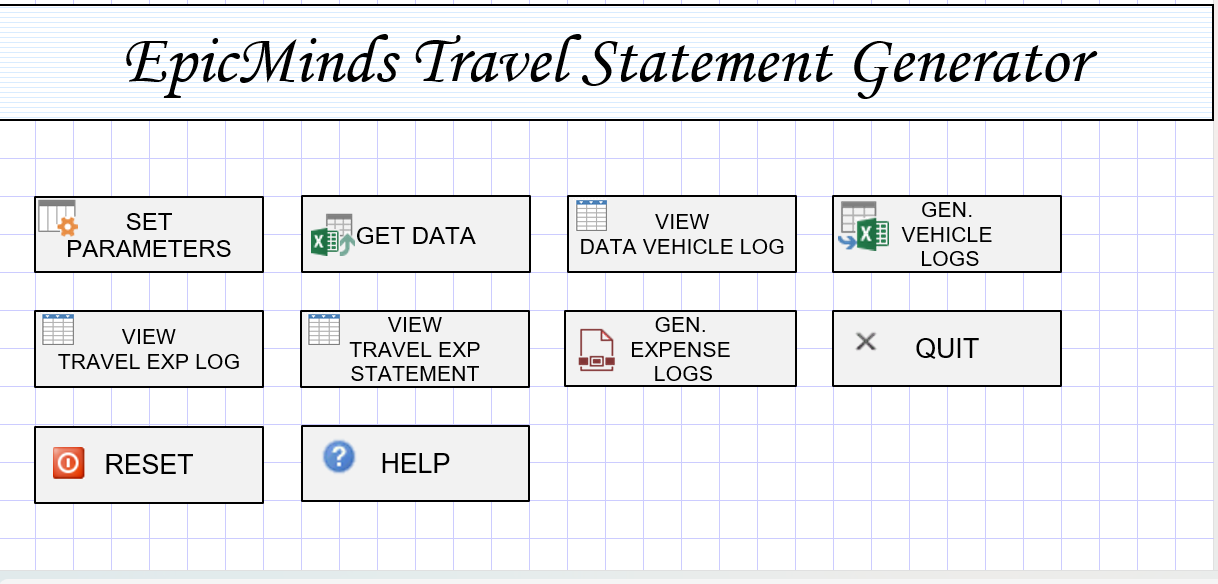 EpicMinds Travel Statement Generator
SET
PARAMETERS
GET DATA
VIEW
DATA VEHICLE LOG
GEN.
VEHICLE
LOGS
VIEW
TRAVEL EXP LOG
VIEW
TRAVEL EXP
STATEMENT
GEN.
EXPENSE
LOGS
QUIT
RESET
HELP